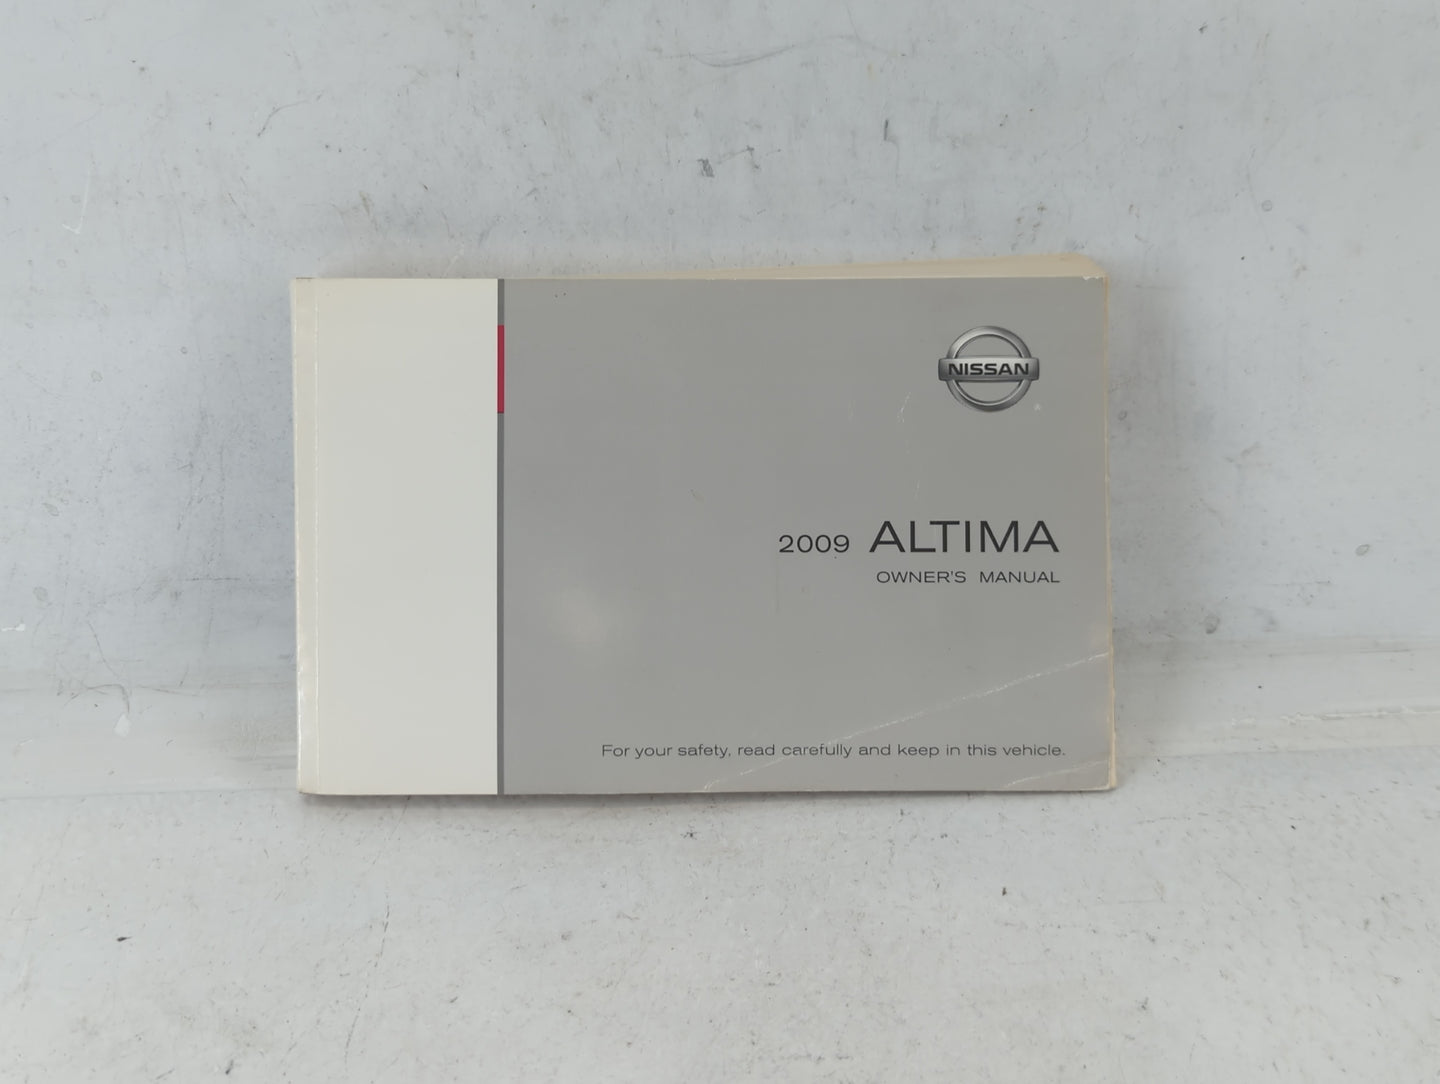 NISSAN
®
2009 ALTIMA
OWNER'S MANUAL
For your safety, read carefully and keep in this vehicle.